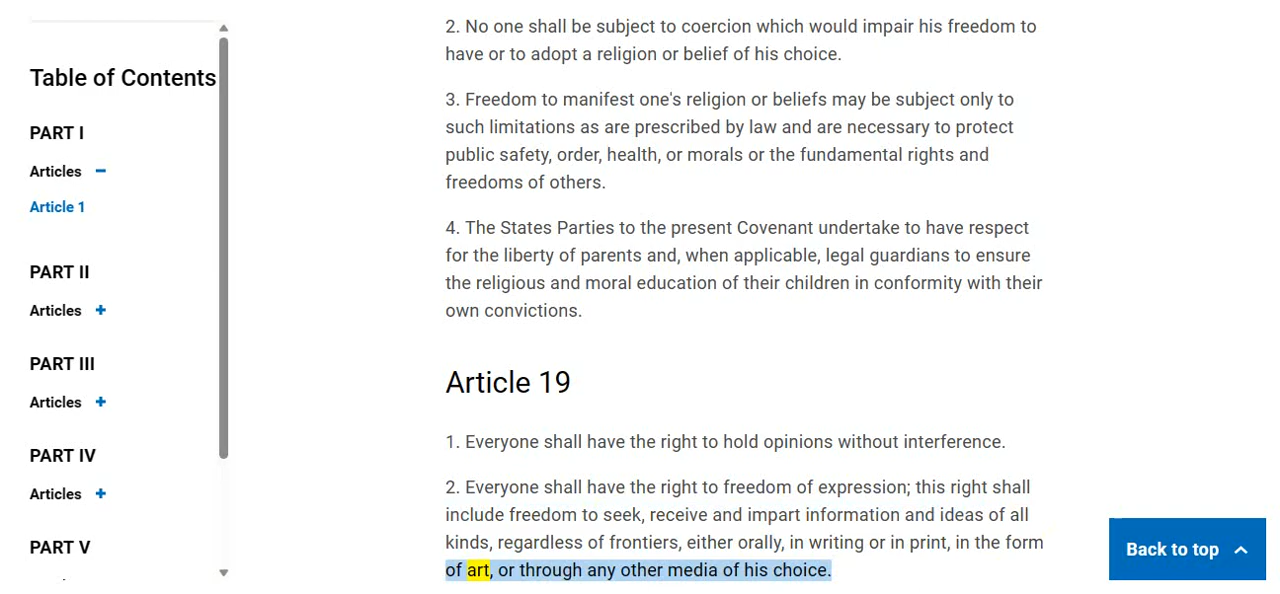 Table of Contents
PART I
Articles −
Article 1
PART II
Articles +
PART III
Articles +
PART IV
Articles +
PART V
2. No one shall be subject to coercion which would impair his freedom to
have or to adopt a religion or belief of his choice.
3. Freedom to manifest one's religion or beliefs may be subject only to
such limitations as are prescribed by law and are necessary to protect
public safety, order, health, or morals or the fundamental rights and
freedoms of others.
4. The States Parties to the present Covenant undertake to have respect
for the liberty of parents and, when applicable, legal guardians to ensure
the religious and moral education of their children in conformity with their
own convictions.
Article 19
1. Everyone shall have the right to hold opinions without interference.
2. Everyone shall have the right to freedom of expression; this right shall
include freedom to seek, receive and impart information and ideas of all
kinds, regardless of frontiers, either orally, in writing or in print, in the form
of art, or through any other media of his choice.
Back to top